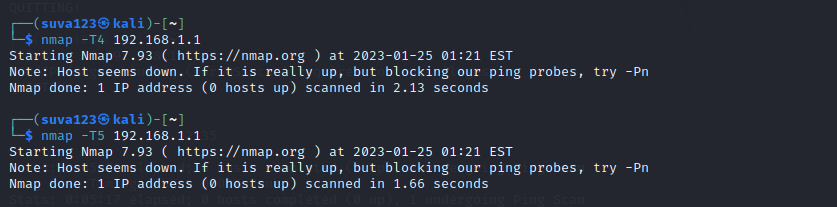 QUITTING!
┌──(suva123㉿kali)-[~]
└─$ nmap -T4 192.168.1.1
Starting Nmap 7.93 ( https://nmap.org ) at 2023-01-25 01:21 EST
Note: Host seems down. If it is really up, but blocking our ping probes, try -Pn
Nmap done: 1 IP address (0 hosts up) scanned in 2.13 seconds
┌──(suva123㉿kali)-[~]
└─$ nmap -T5 192.168.1.1
Starting Nmap 7.93 ( https://nmap.org ) at 2023-01-25 01:21 EST
Note: Host seems down. If it is really up, but blocking our ping probes, try -Pn
Nmap done: 1 IP address (0 hosts up) scanned in 1.66 seconds